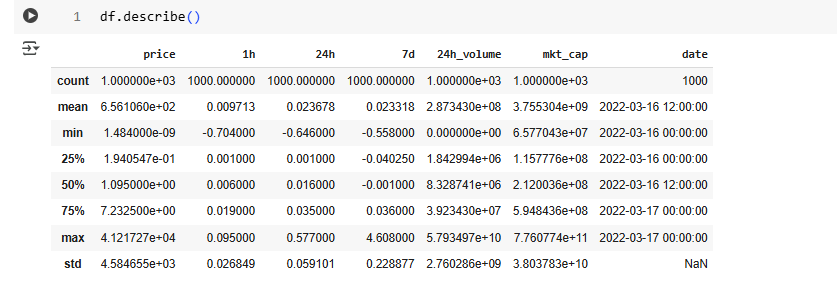 1 df.describe()
price 1h 24h 7d 24h_volume mkt_cap date
count 1.000000e+03 1000.000000 1000.000000 1000.000000 1.000000e+03 1.000000e+03 1000
mean 6.561060e+02 0.009713 0.023678 0.023318 2.873430e+08 3.755304e+09 2022-03-16 12:00:00
min 1.484000e-09 -0.704000 -0.646000 -0.558000 0.000000e+00 6.577043e+07 2022-03-16 00:00:00
25% 1.940547e-01 0.001000 0.001000 -0.040250 1.842994e+06 1.157776e+08 2022-03-16 00:00:00
50% 1.095000e+00 0.006000 0.016000 -0.001000 8.328741e+06 2.120036e+08 2022-03-16 12:00:00
75% 7.232500e+00 0.019000 0.035000 0.036000 3.923430e+07 5.948436e+08 2022-03-17 00:00:00
max 4.121727e+04 0.095000 0.577000 4.608000 5.793497e+10 7.760774e+11 2022-03-17 00:00:00
std 4.584655e+03 0.026849 0.059101 0.228877 2.760286e+09 3.803783e+10 NaN